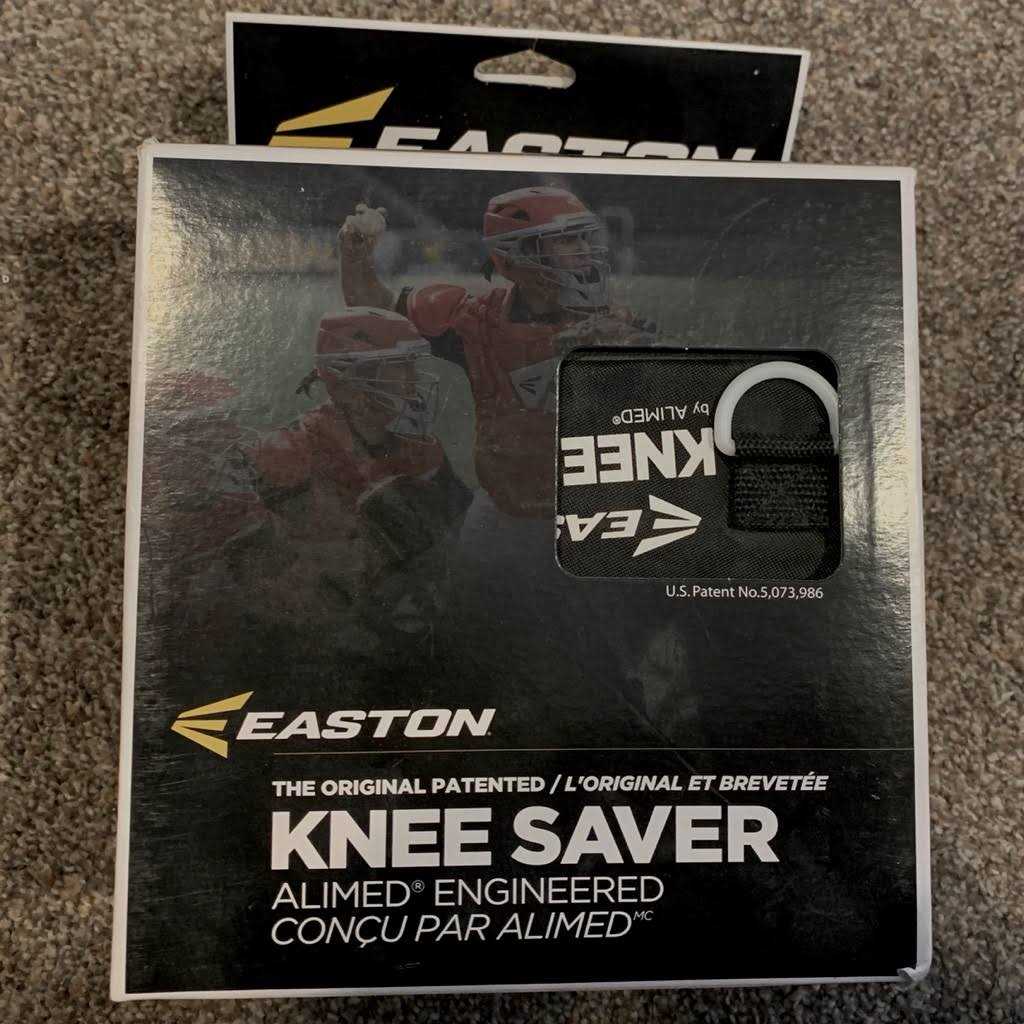 EASTON
by ALIMED®
KNEE
EAS
U.S. Patent No.5,073,986
EASTON
THE ORIGINAL PATENTED / L'ORIGINAL ET BREVETÉE
KNEE SAVER
ALIMED® ENGINEERED
CONÇU PAR ALIMED MC